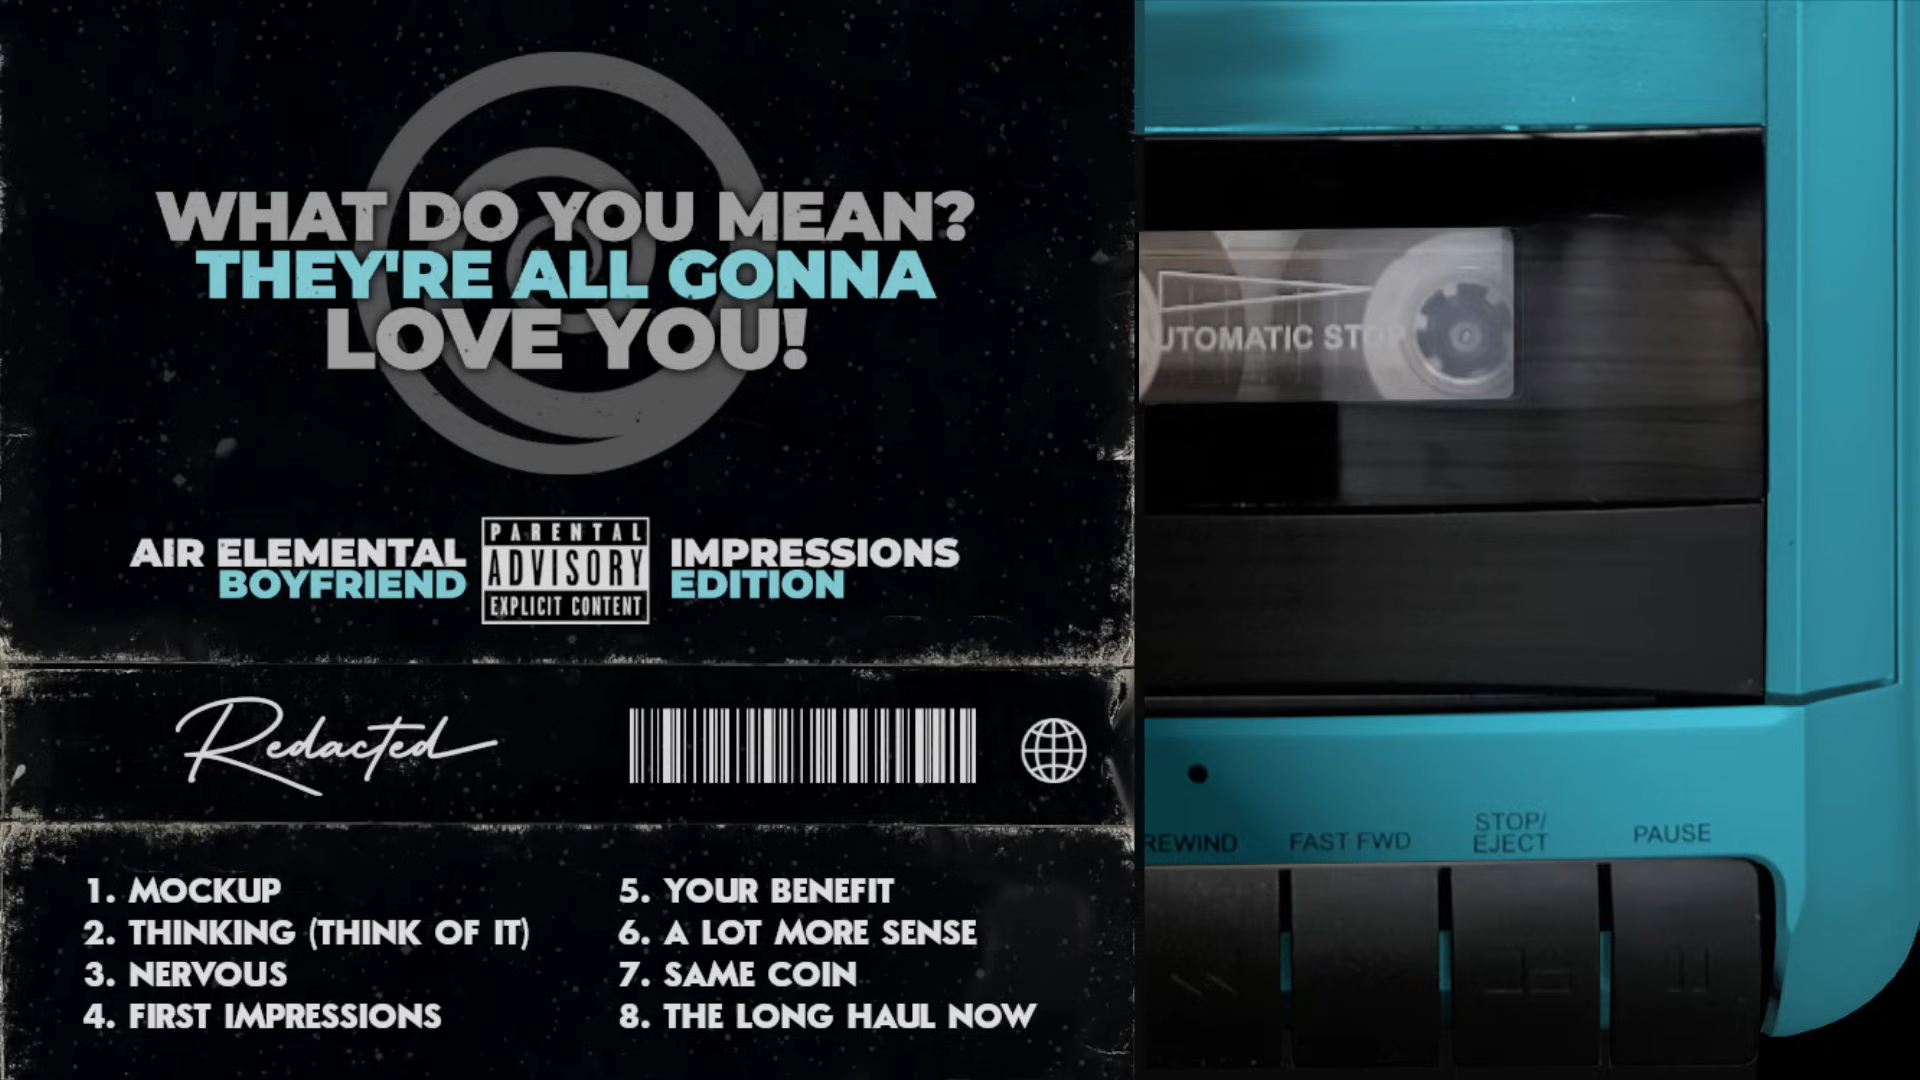 WHAT DO YOU MEAN?
THEY'RE ALL GONNA
LOVE YOU!
AIR ELEMENTAL
BOYFRIEND
PARENTAL
ADVISORY
EXPLICIT CONTENT
IMPRESSIONS
EDITION
Redacted
1. MOCKUP
2. THINKING (THINK OF IT)
3. NERVOUS
4. FIRST IMPRESSIONS
5. YOUR BENEFIT
6. A LOT MORE SENSE
7. SAME COIN
8. THE LONG HAUL NOW
UTOMATIC STOP
REWIND
FAST FWD
STOP/
EJECT
PAUSE